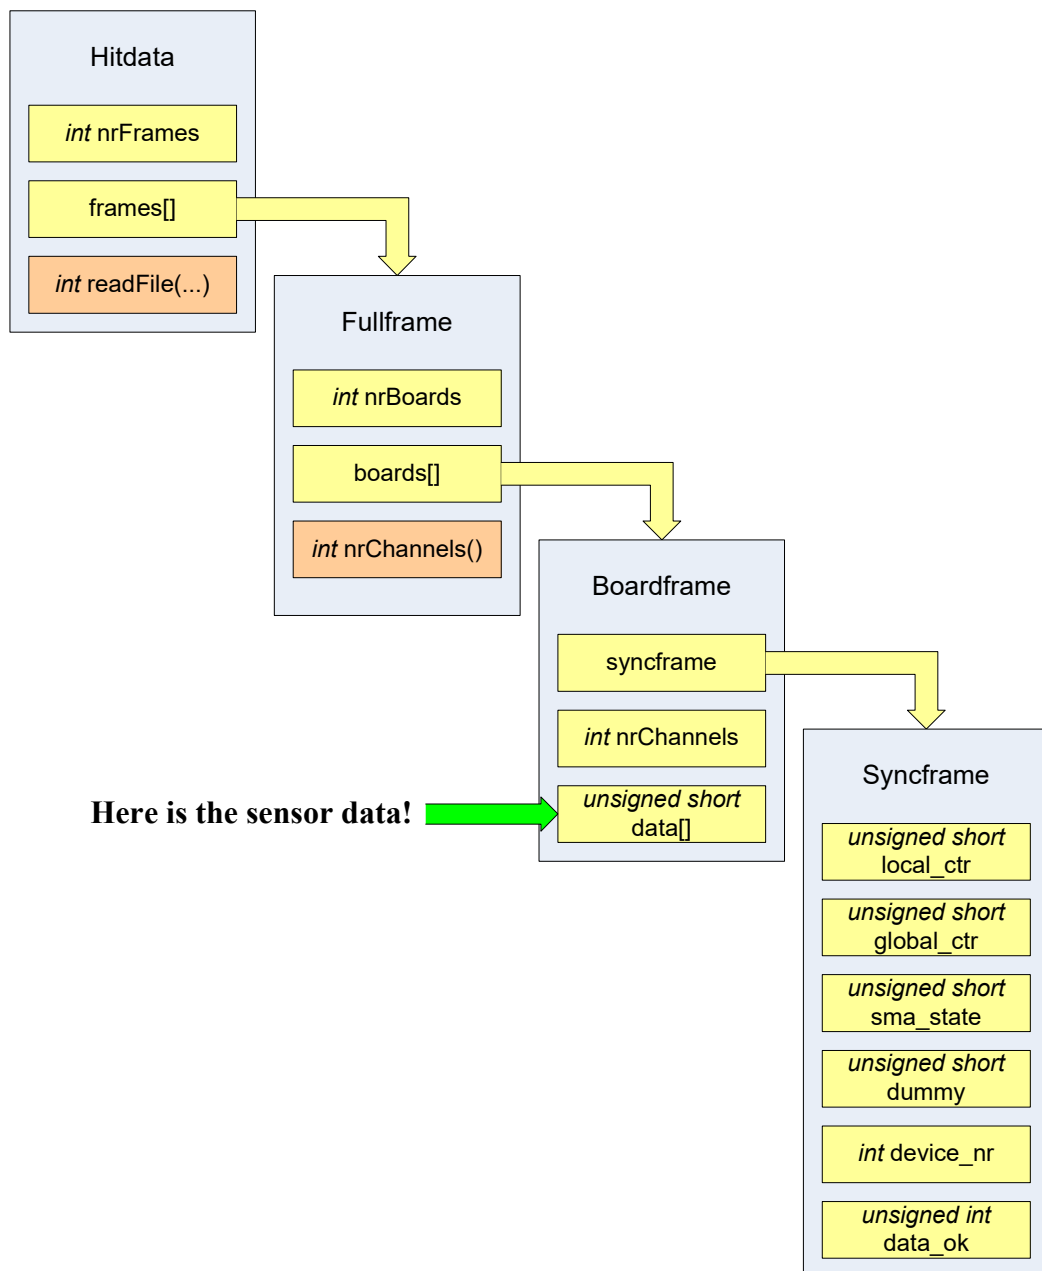 Hitdata
int nrFrames
frames[]
int readFile(...)
Fullframe
int nrBoards
boards[]
int nrChannels()
Boardframe
syncframe
int nrChannels
unsigned short
data[]
Here is the sensor data!
Syncframe
unsigned short
local_ctr
unsigned short
global_ctr
unsigned short
sma_state
unsigned short
dummy
int device_nr
unsigned int
data_ok